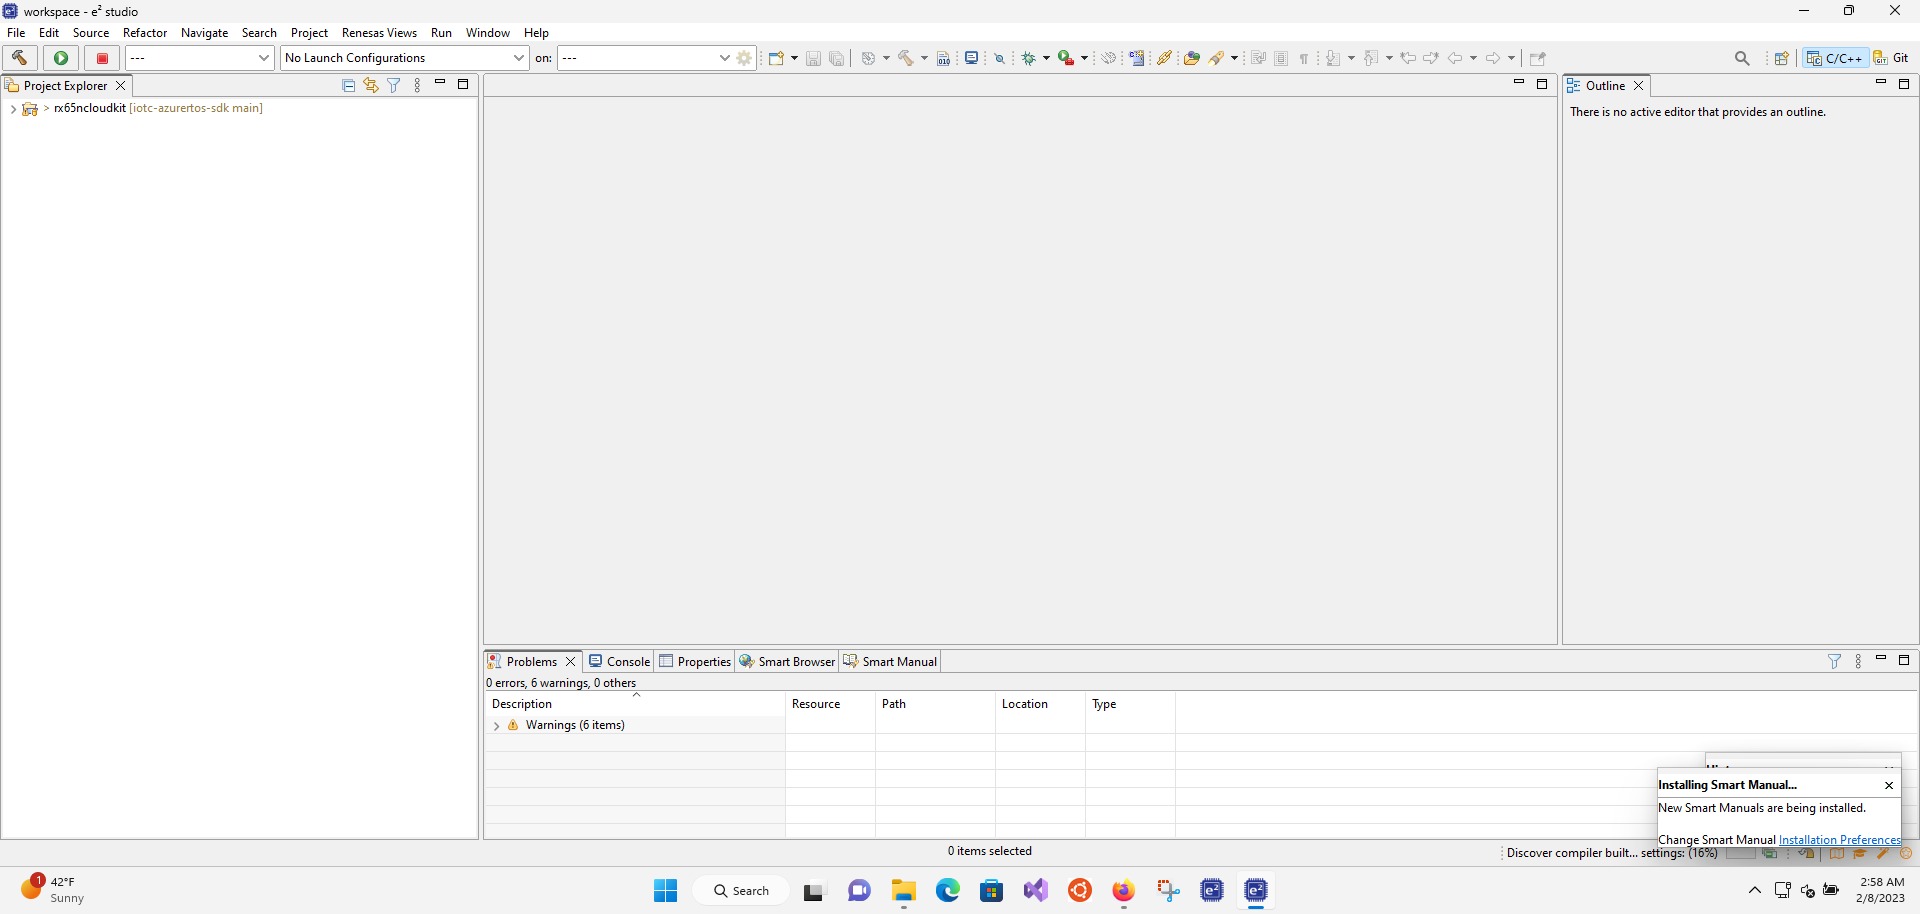 workspace - e² studio
File Edit Source Refactor Navigate Search Project Renesas Views Run Window Help
--- No Launch Configurations on: --- 010 C/C++ Git
Project Explorer
> rx65ncloudkit [iotc-azurertos-sdk main]
Outline
There is no active editor that provides an outline.
Problems Console Properties Smart Browser Smart Manual
0 errors, 6 warnings, 0 others
Description Resource Path Location Type
Warnings (6 items)
Installing Smart Manual...
New Smart Manuals are being installed.
Change Smart Manual Installation Preferences
0 items selected
Discover compiler built... settings: (16%)
1
42°F
Sunny
Search
e²
e²
2:58 AM
2/8/2023